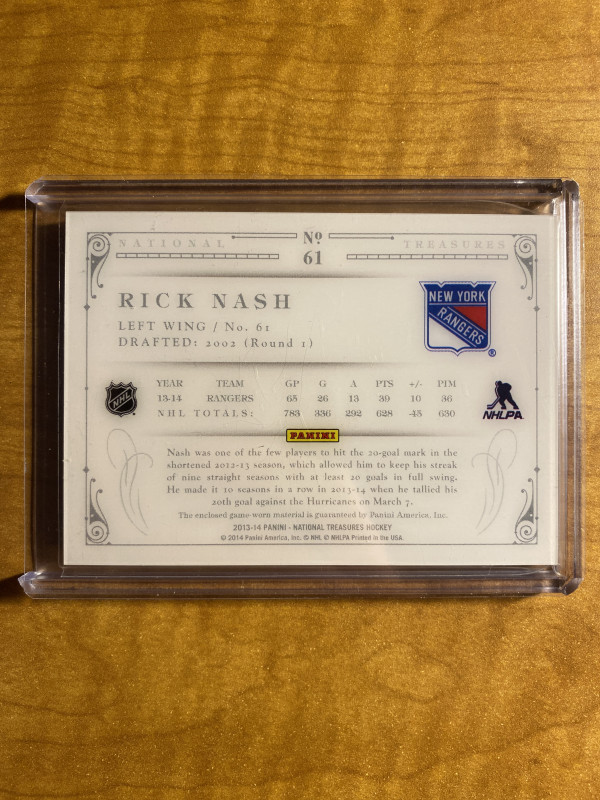 NATIONAL № TREASURES
61
RICK NASH
LEFT WING / No. 61
DRAFTED: 2002 (Round 1)
NEW YORK
RANGERS
®
YEAR TEAM GP G A PTS +/- PIM
13-14 RANGERS 65 26 13 39 10 36
NHL TOTALS: 783 336 292 628 -45 630
NHL
NHLPA
PANINI
Nash was one of the few players to hit the 20-goal mark in the
shortened 2012-13 season, which allowed him to keep his streak
of nine straight seasons with at least 20 goals in full swing.
He made it 10 seasons in a row in 2013-14 when he tallied his
20th goal against the Hurricanes on March 7.
The enclosed game-worn material is guaranteed by Panini America, Inc.
2013-14 PANINI - NATIONAL TREASURES HOCKEY
© 2014 Panini America, Inc. © NHL © NHLPA Printed in the USA.